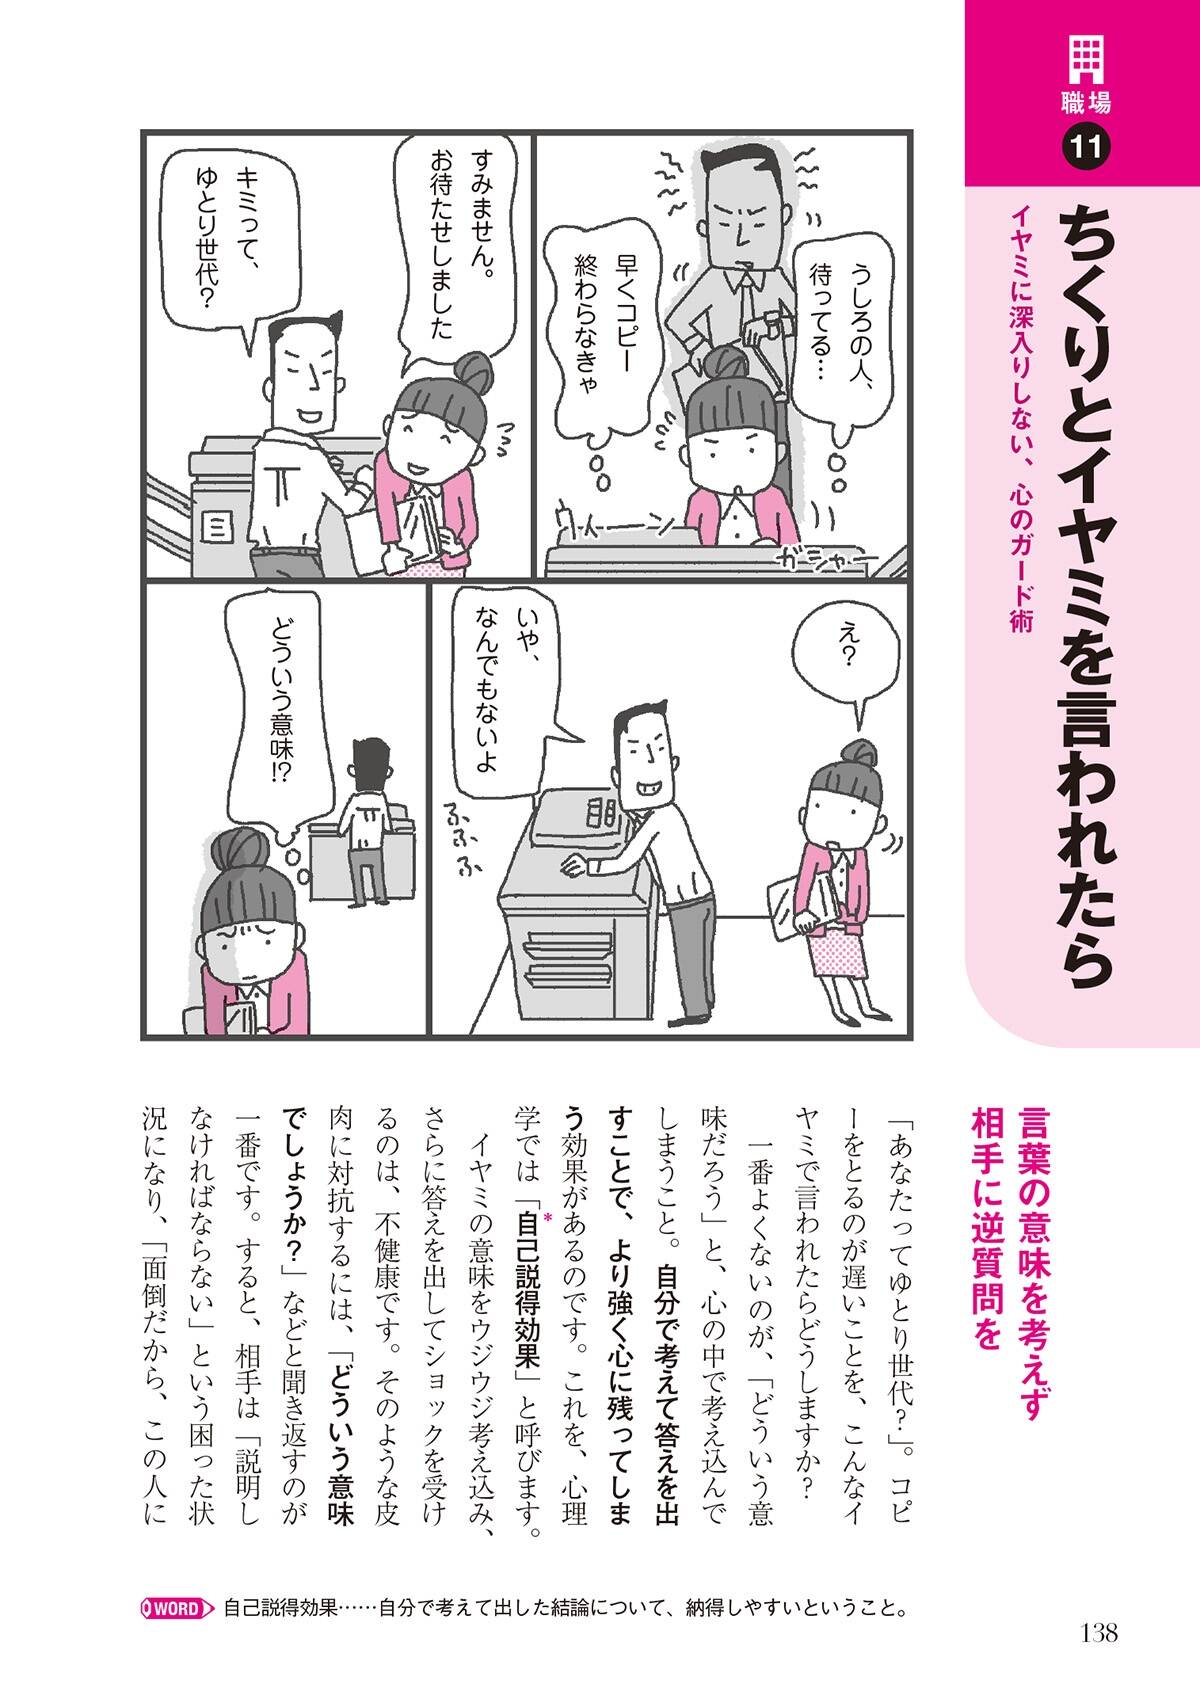 職場
11
ちくりとイヤミを言われたら
イヤミに深入りしない、心のガード術
うしろの人、
待ってる…
早くコピー
終わらなきゃ
ウィーーン
ガシャー
すみません。
お待たせしました
キミって、
ゆとり世代？
え？
いや、
なんでもないよ
ふふふ
どういう意味!?
言葉の意味を考えず
相手に逆質問を
「あなたってゆとり世代？」。コピ
ーをとるのが遅いことを、こんなイ
ヤミで言われたらどうしますか？
一番よくないのが、「どういう意
味だろう」と、心の中で考え込んで
しまうこと。自分で考えて答えを出
すことで、より強く心に残ってしま
う効果があるのです。これを、心理
学では「自己説得効果*」と呼びます。
イヤミの意味をウジウジ考え込み、
さらに答えを出してショックを受け
るのは、不健康です。そのような皮
肉に対抗するには、「どういう意味
でしょうか？」などと聞き返すのが
一番です。すると、相手は「説明し
なければならない」という困った状
況になり、「面倒だから、この人に
WORD 自己説得効果……自分で考えて出した結論について、納得しやすいということ。
138